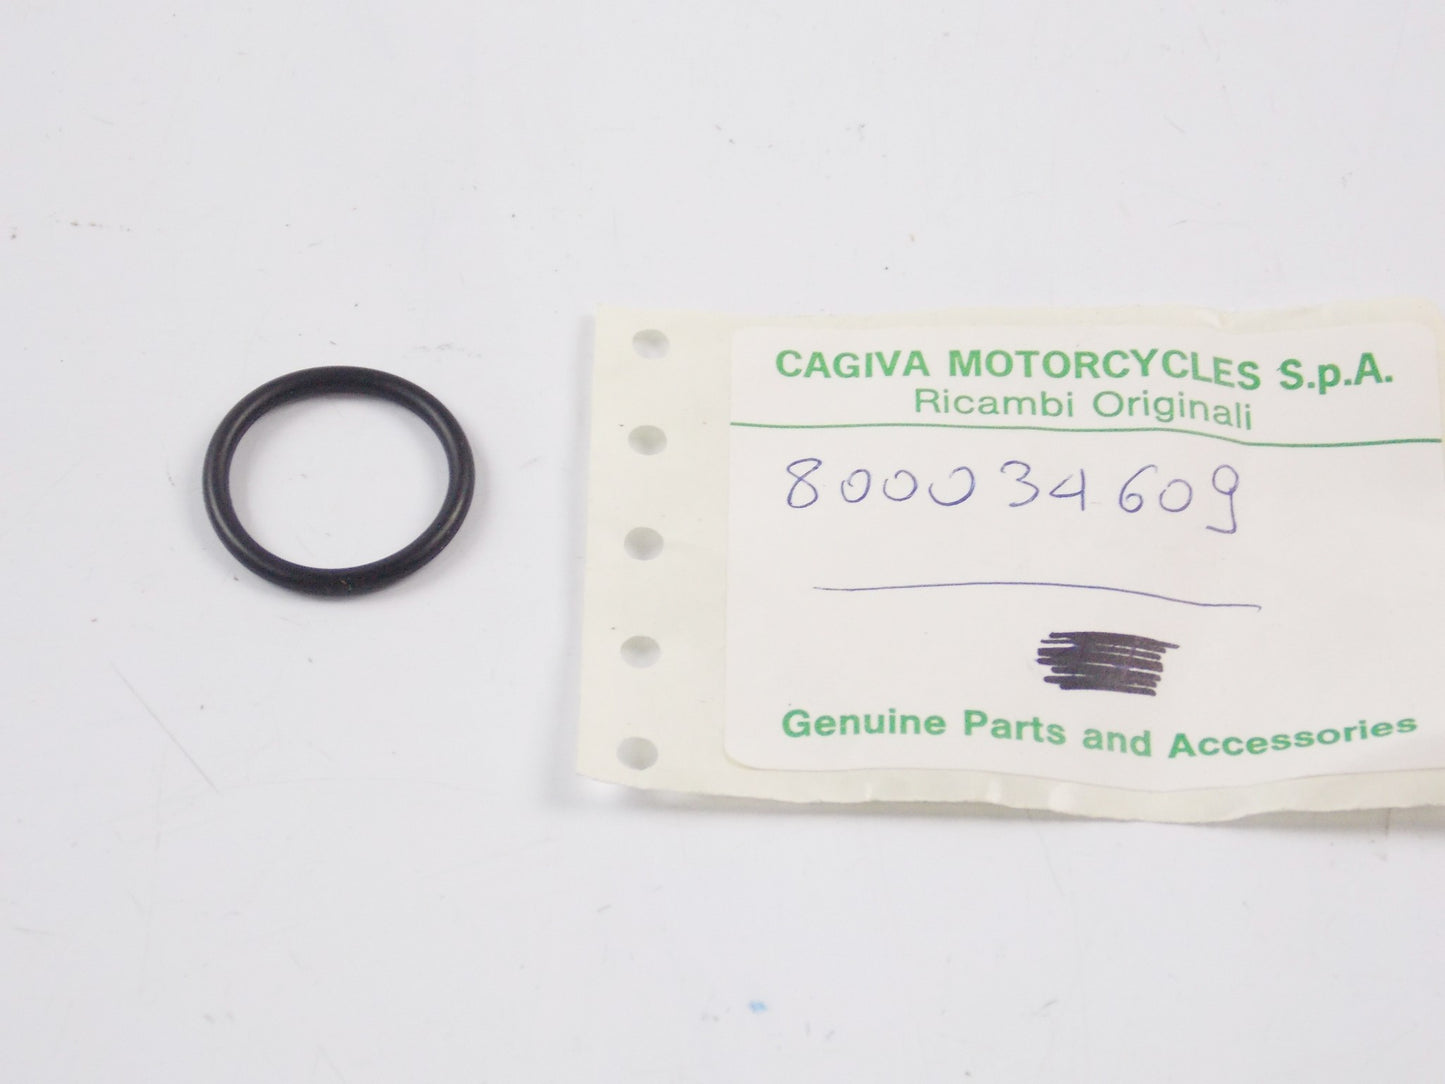 CAGIVA MOTORCYCLES S.p.A.
Ricambi Originali
800034609
Genuine Parts and Accessories